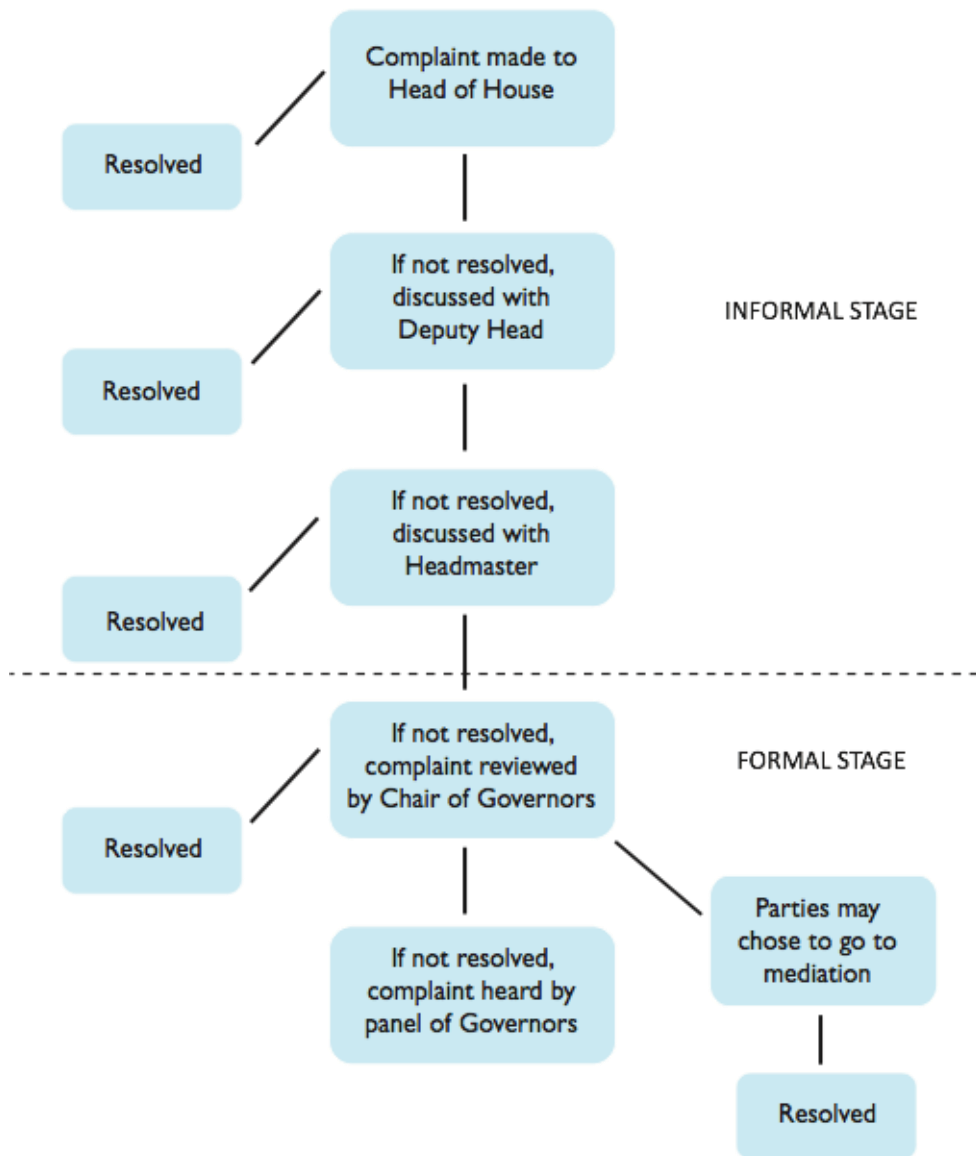 Complaint made to
Head of House
Resolved
If not resolved,
discussed with
Deputy Head
INFORMAL STAGE
Resolved
If not resolved,
discussed with
Headmaster
Resolved
If not resolved,
complaint reviewed
by Chair of Governors
FORMAL STAGE
Resolved
Parties may
chose to go to
mediation
If not resolved,
complaint heard by
panel of Governors
Resolved